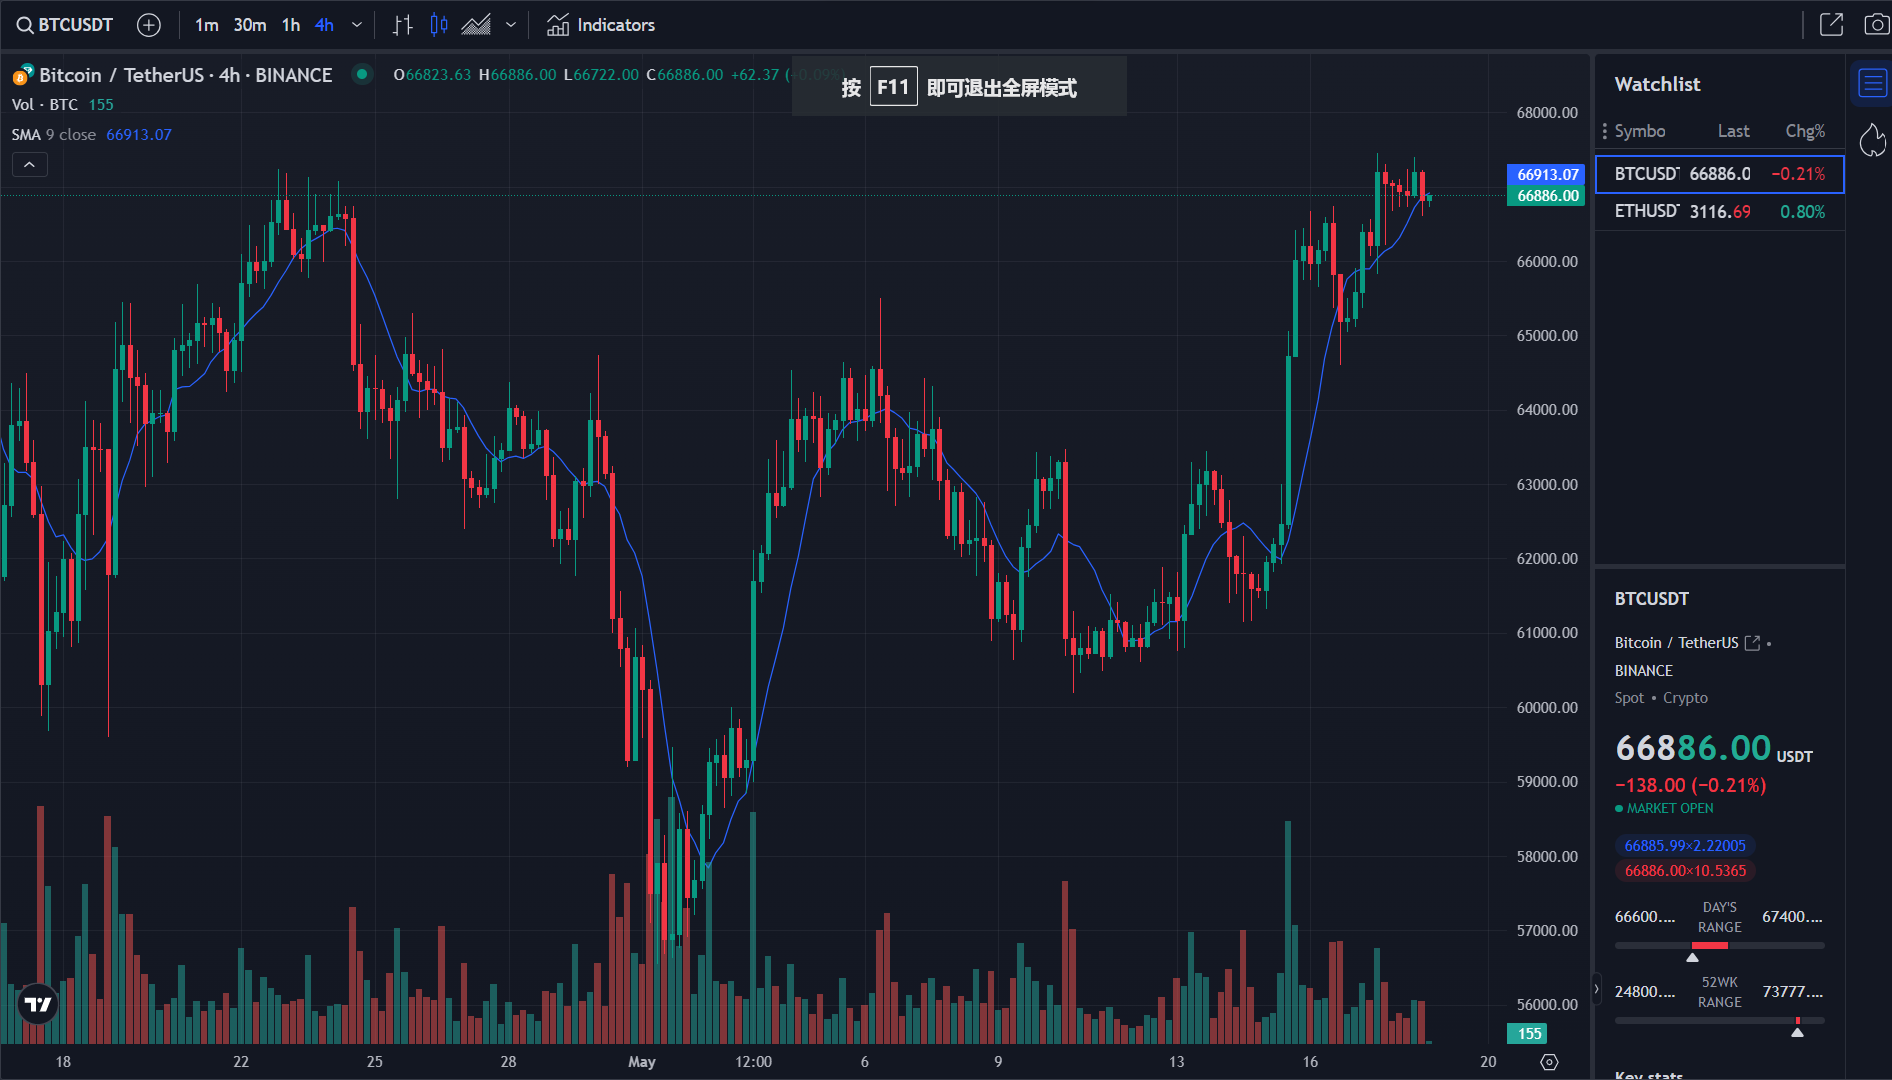 BTCUSDT 1m 30m 1h 4h Indicators
Bitcoin / TetherUS · 4h · BINANCE O66823.63 H66886.00 L66722.00 C66886.00 +62.37 (−0.09%)
按 F11 即可退出全屏模式
Vol · BTC 155
SMA 9 close 66913.07
68000.00
66913.07
66886.00
66000.00
65000.00
64000.00
63000.00
62000.00
61000.00
60000.00
59000.00
58000.00
57000.00
56000.00
155
18 22 25 28 May 12:00 6 9 13 16 20
Watchlist
Symbo Last Chg%
BTCUSDT 66886.0 −0.21%
ETHUSDT 3116.69 0.80%
BTCUSDT
Bitcoin / TetherUS •
BINANCE
Spot • Crypto
66886.00 USDT
−138.00 (−0.21%)
MARKET OPEN
66885.99×2.22005
66886.00×10.5365
66600.... DAY'S RANGE 67400....
24800.... 52WK RANGE 73777....
Key stats